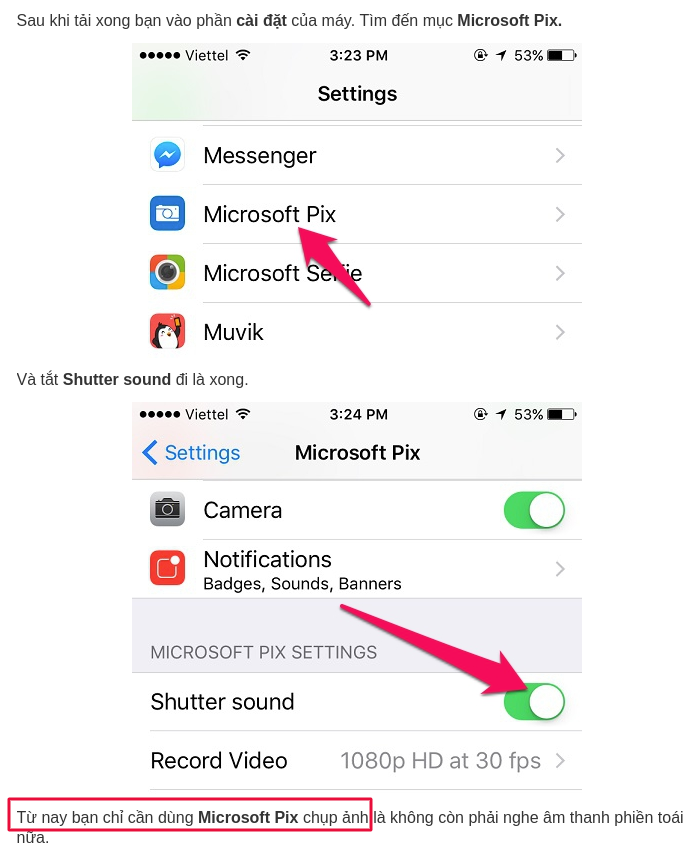 Sau khi tải xong bạn vào phần cài đặt của máy. Tìm đến mục Microsoft Pix.
Viettel 3:23 PM 53%
Settings
Messenger
Microsoft Pix
Microsoft Selfie
Muvik
Và tắt Shutter sound đi là xong.
Viettel 3:24 PM 53%
Settings Microsoft Pix
Camera
Notifications
Badges, Sounds, Banners
MICROSOFT PIX SETTINGS
Shutter sound
Record Video 1080p HD at 30 fps
Từ nay bạn chỉ cần dùng Microsoft Pix chụp ảnh là không còn phải nghe âm thanh phiền toái
nữa.